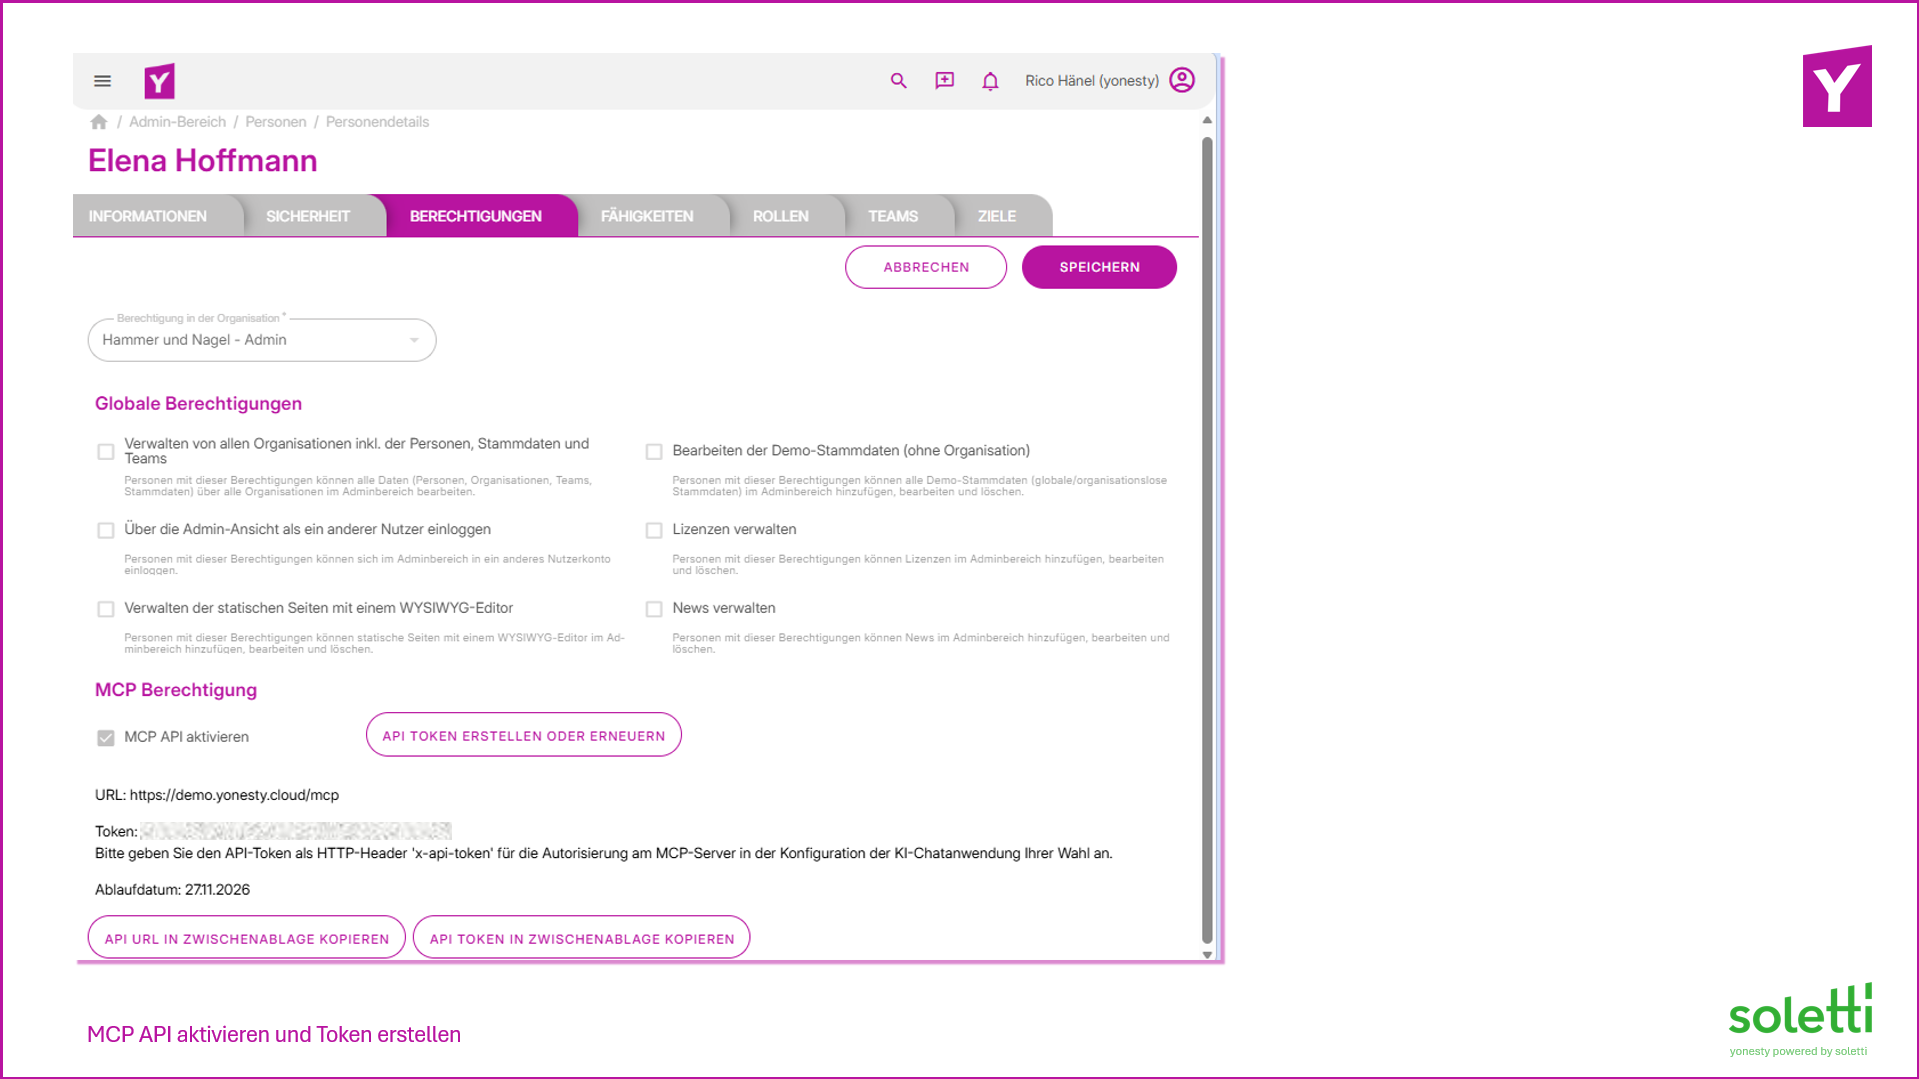 Y
Rico Hänel (yonesty)
Y
/ Admin-Bereich / Personen / Personendetails
Elena Hoffmann
INFORMATIONEN SICHERHEIT BERECHTIGUNGEN FÄHIGKEITEN ROLLEN TEAMS ZIELE
ABBRECHEN SPEICHERN
Berechtigung in der Organisation *
Hammer und Nagel - Admin
Globale Berechtigungen
Verwalten von allen Organisationen inkl. der Personen, Stammdaten und
Teams
Personen mit dieser Berechtigungen können alle Daten (Personen, Organisationen, Teams,
Stammdaten) über alle Organisationen im Adminbereich bearbeiten.
Bearbeiten der Demo-Stammdaten (ohne Organisation)
Personen mit dieser Berechtigungen können alle Demo-Stammdaten (globale/organisationslose
Stammdaten) im Adminbereich hinzufügen, bearbeiten und löschen.
Über die Admin-Ansicht als ein anderer Nutzer einloggen
Personen mit dieser Berechtigungen können sich im Adminbereich in ein anderes Nutzerkonto
einloggen.
Lizenzen verwalten
Personen mit dieser Berechtigungen können Lizenzen im Adminbereich hinzufügen, bearbeiten
und löschen.
Verwalten der statischen Seiten mit einem WYSIWYG-Editor
Personen mit dieser Berechtigungen können statische Seiten mit einem WYSIWYG-Editor im Ad-
minbereich hinzufügen, bearbeiten und löschen.
News verwalten
Personen mit dieser Berechtigungen können News im Adminbereich hinzufügen, bearbeiten und
löschen.
MCP Berechtigung
MCP API aktivieren
API TOKEN ERSTELLEN ODER ERNEUERN
URL: https://demo.yonesty.cloud/mcp
Token:
Bitte geben Sie den API-Token als HTTP-Header 'x-api-token' für die Autorisierung am MCP-Server in der Konfiguration der KI-Chatanwendung Ihrer Wahl an.
Ablaufdatum: 27.11.2026
API URL IN ZWISCHENABLAGE KOPIEREN API TOKEN IN ZWISCHENABLAGE KOPIEREN
MCP API aktivieren und Token erstellen
soletti
yonesty powered by soletti